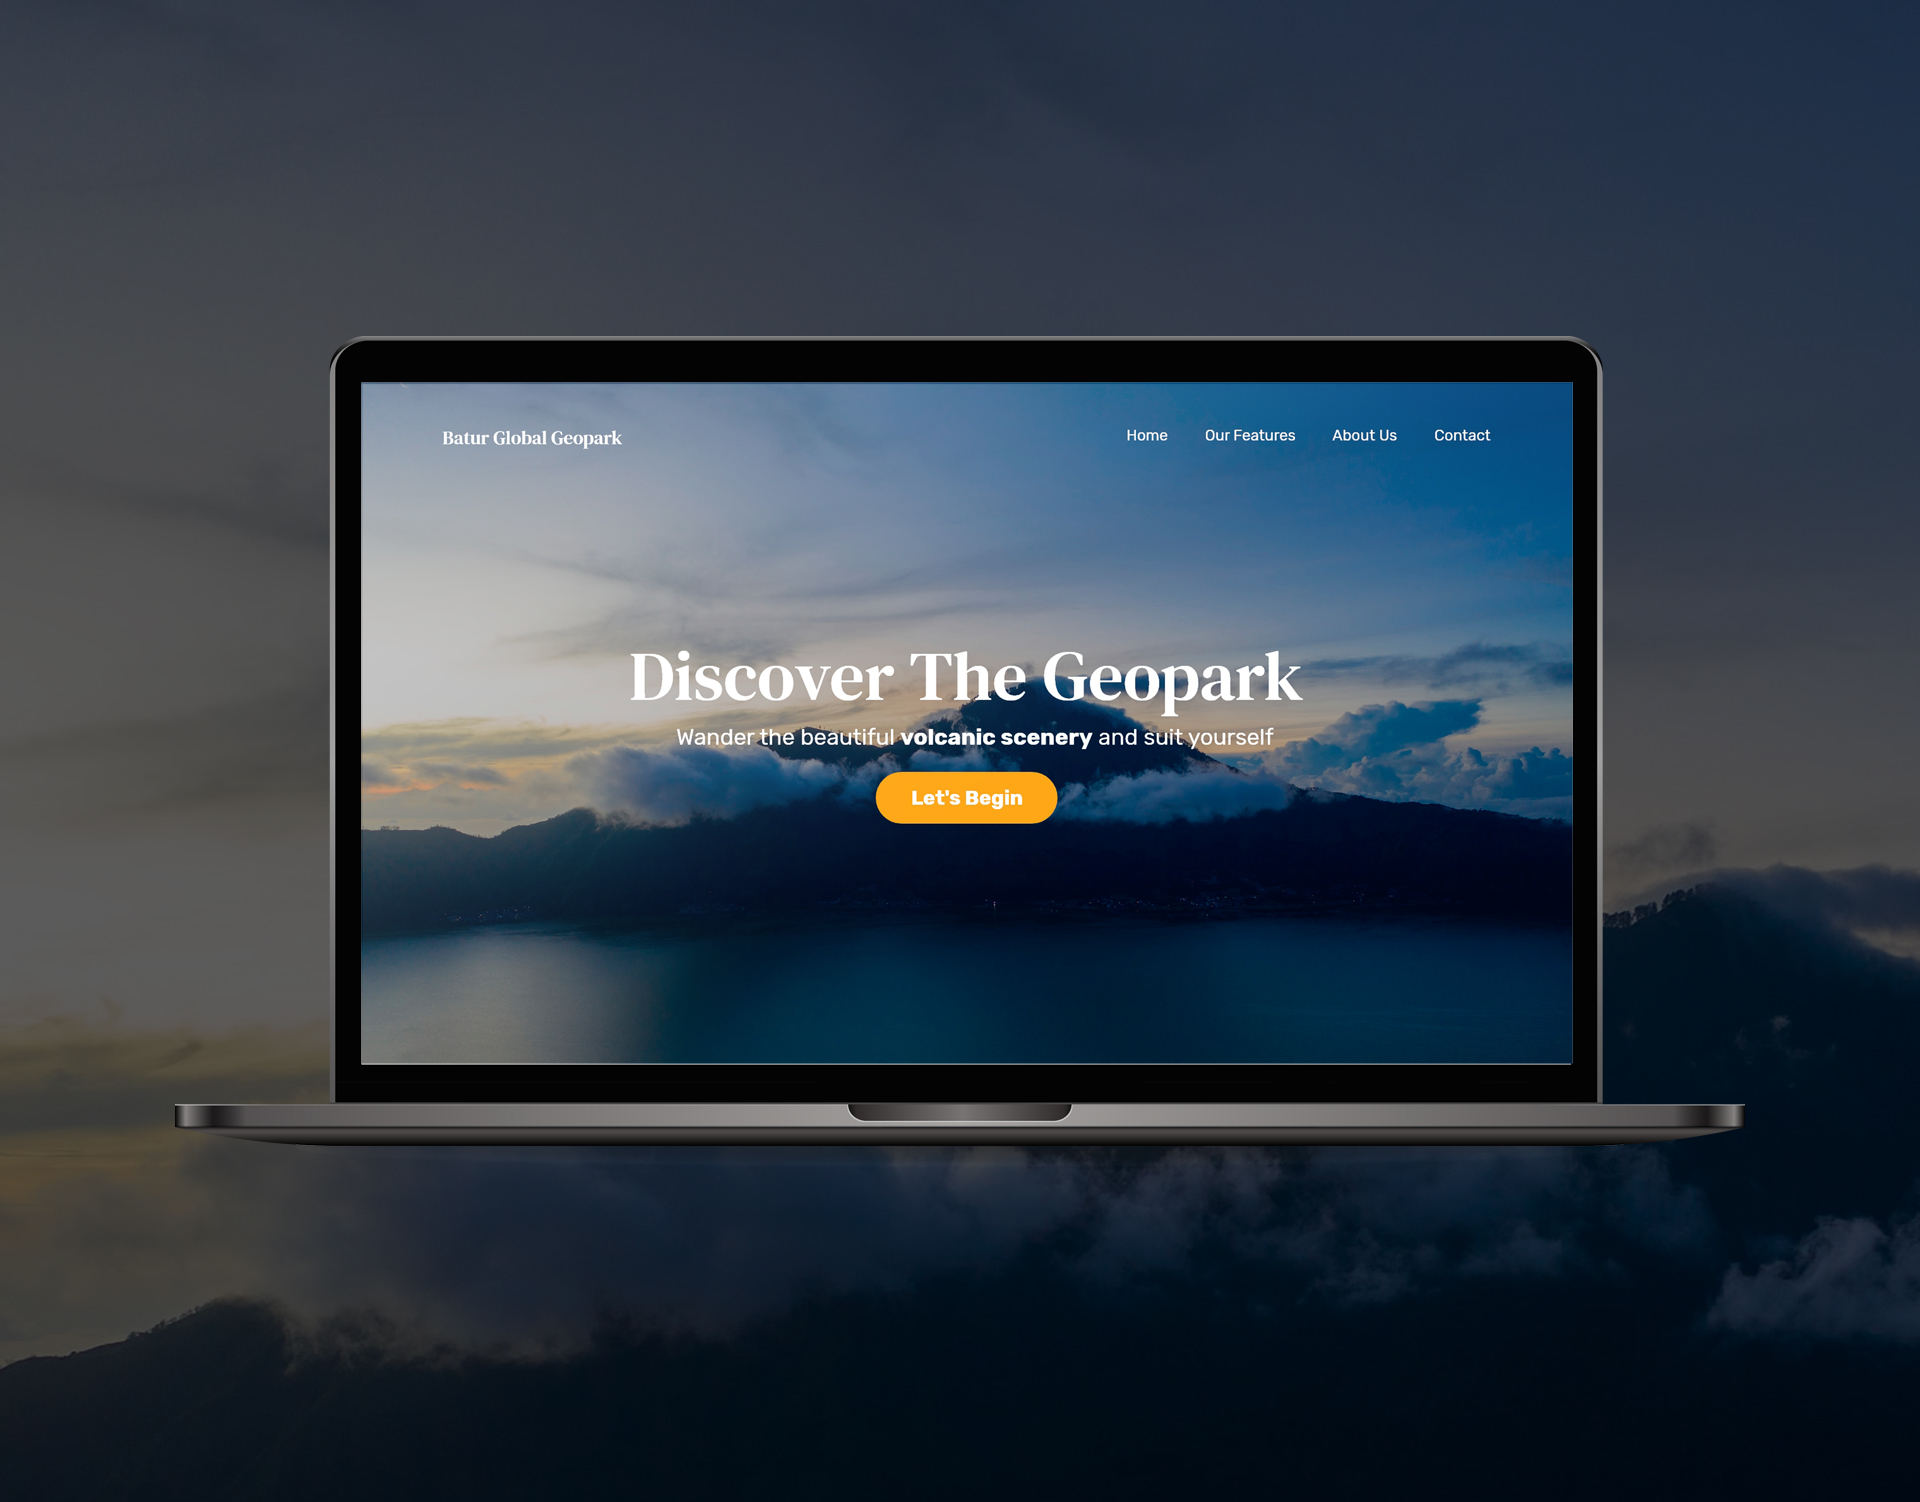 Batur Global Geopark
Home Our Features About Us Contact
Discover The Geopark
Wander the beautiful volcanic scenery and suit yourself
Let's Begin